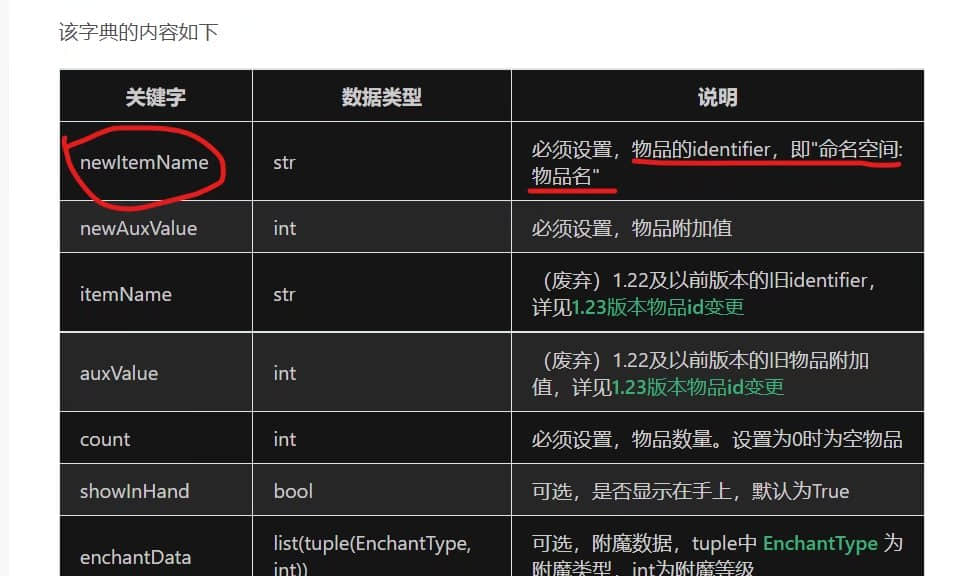 该字典的内容如下
关键字 数据类型 说明
newItemName str 必须设置，物品的identifier，即"命名空间:
物品名"
newAuxValue int 必须设置，物品附加值
itemName str （废弃）1.22及以前版本的旧identifier，
详见1.23版本物品id变更
auxValue int （废弃）1.22及以前版本的旧物品附加
值，详见1.23版本物品id变更
count int 必须设置，物品数量。设置为0时为空物品
showInHand bool 可选，是否显示在手上，默认为True
enchantData list(tuple(EnchantType, 可选，附魔数据，tuple中 EnchantType 为
int)) 附魔类型，int为附魔等级